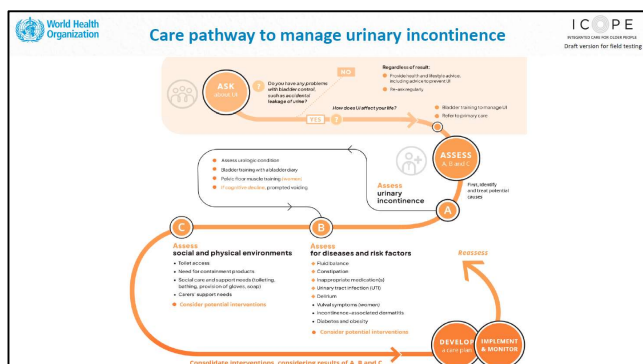 World Health
Organization
Care pathway to manage urinary incontinence
ICOPE
INTEGRATED CARE FOR OLDER PEOPLE
Draft version for field testing
ASK
about UI
?
Do you have any problems
with bladder control,
such as accidental
leakage of urine?
NO
Regardless of result:
Provide health and lifestyle advice,
including advice to prevent UI
Re-ask regularly
YES
?
How does UI affect your life?
Bladder training to manage UI
Refer to primary care
ASSESS
A, B and C
First, identify
and treat potential
causes
Assess
urinary
incontinence
A
Assess urologic condition
Bladder training with a bladder diary
Pelvic floor muscle training (women)
If cognitive decline, prompted voiding
C
Assess
social and physical environments
Toilet access
Need for containment products
Social care and support needs (toileting,
bathing, provision of gloves, soap)
Carers' support needs
Consider potential interventions
B
Assess
for diseases and risk factors
Fluid balance
Constipation
Inappropriate medication(s)
Urinary tract infection (UTI)
Delirium
Vulval symptoms (women)
Incontinence-associated dermatitis
Diabetes and obesity
Consider potential interventions
Reassess
DEVELOP
a care plan
IMPLEMENT
& MONITOR
Consolidate interventions, considering results of A, B and C